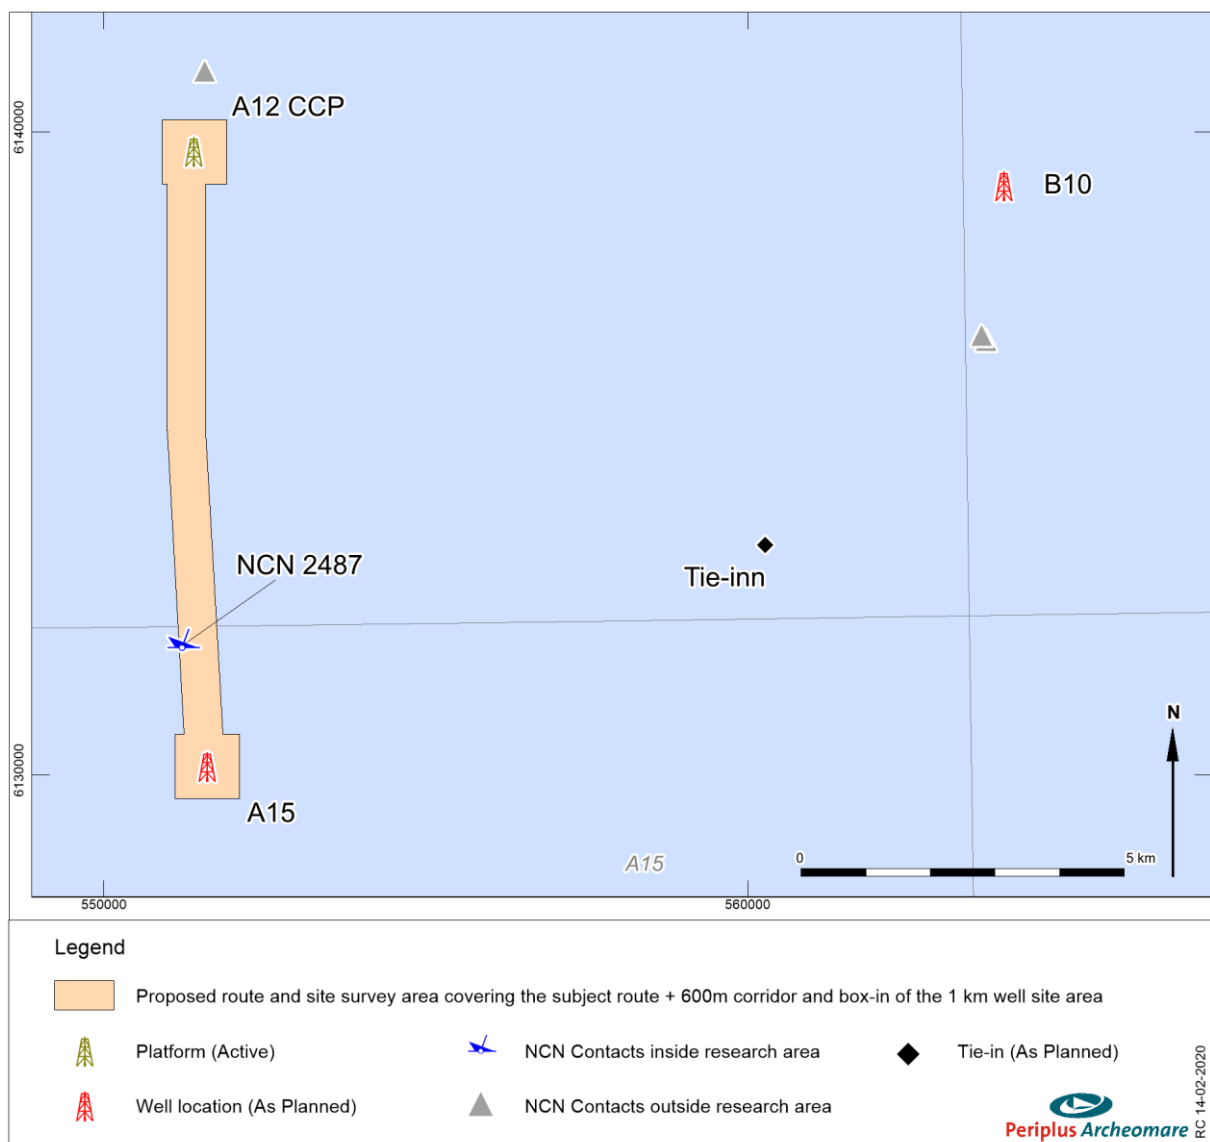 A12 CCP
6140000
B10
NCN 2487
Tie-inn
N
6130000
A15
A15
0
5 km
550000
560000
Legend
Proposed route and site survey area covering the subject route + 600m corridor and box-in of the 1 km well site area
Platform (Active)
NCN Contacts inside research area
Tie-in (As Planned)
Well location (As Planned)
NCN Contacts outside research area
Periplus Archeomare
RC 14-02-2020